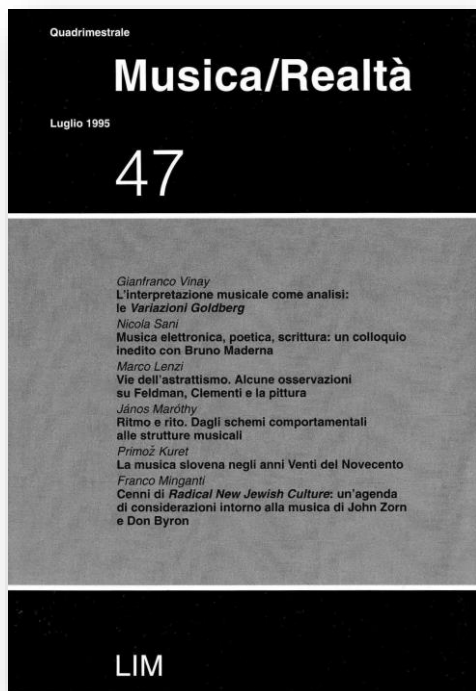 Quadrimestrale
Musica/Realtà
Luglio 1995
47
Gianfranco Vinay
L'interpretazione musicale come analisi:
le Variazioni Goldberg
Nicola Sani
Musica elettronica, poetica, scrittura: un colloquio
inedito con Bruno Maderna
Marco Lenzi
Vie dell'astrattismo. Alcune osservazioni
su Feldman, Clementi e la pittura
János Maróthy
Ritmo e rito. Dagli schemi comportamentali
alle strutture musicali
Primož Kuret
La musica slovena negli anni Venti del Novecento
Franco Minganti
Cenni di Radical New Jewish Culture: un'agenda
di considerazioni intorno alla musica di John Zorn
e Don Byron
LIM